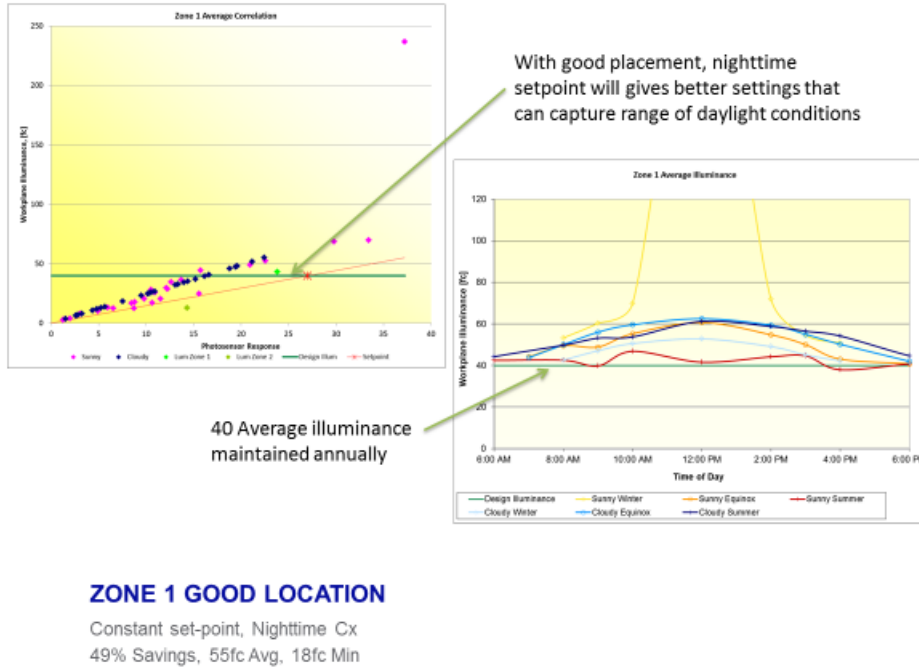 Zone 1 Average Correlation
250
200
150
100
50
0
Workplane Illuminance, [fc]
0 5 10 15 20 25 30 35 40
Photosensor Response
Sunny Cloudy Lum Zone 1 Lum Zone 2 Design Illum Setpoint
With good placement, nighttime
setpoint will gives better settings that
can capture range of daylight conditions
Zone 1 Average Illuminance
120
100
80
60
40
20
0
Workplane Illuminance [fc]
6:00 AM 8:00 AM 10:00 AM 12:00 PM 2:00 PM 4:00 PM 6:00 P
Time of Day
Design Illuminance Sunny Winter Sunny Equinox Sunny Summer
Cloudy Winter Cloudy Equinox Cloudy Summer
40 Average illuminance
maintained annually
ZONE 1 GOOD LOCATION
Constant set-point, Nighttime Cx
49% Savings, 55fc Avg, 18fc Min